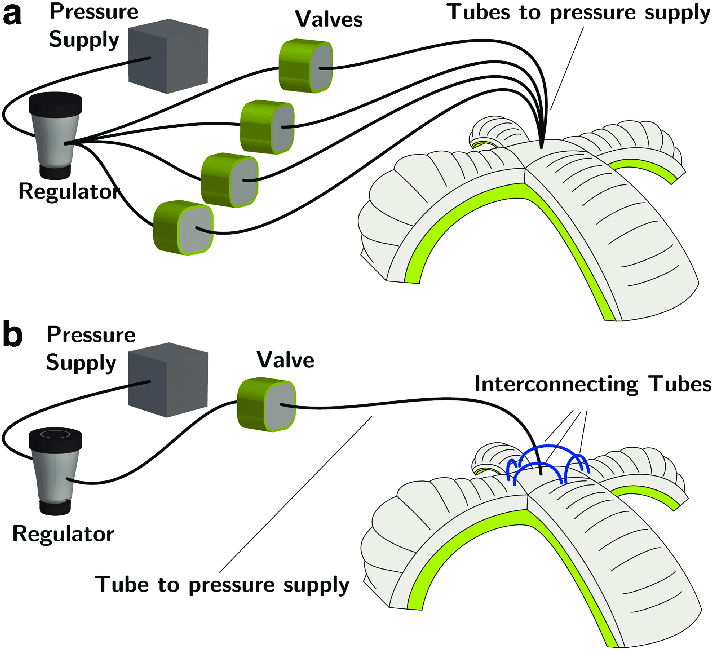 a
Pressure
Supply
Valves
Tubes to pressure supply
Regulator
b
Pressure
Supply
Valve
Interconnecting Tubes
Regulator
Tube to pressure supply